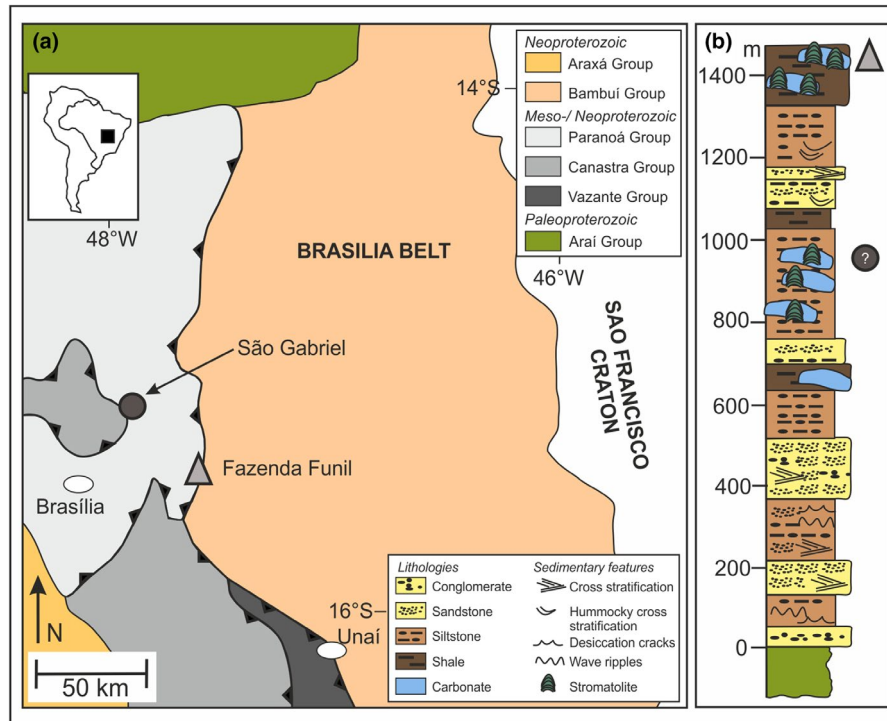 (a)
Neoproterozoic
Araxá Group
Bambuí Group
Meso-/ Neoproterozoic
Paranoá Group
Canastra Group
Vazante Group
Paleoproterozoic
Araí Group
14°S
48°W
46°W
BRASILIA BELT
SAO FRANCISCO
CRATON
São Gabriel
Fazenda Funil
Brasília
16°S
Unaí
N
50 km
Lithologies
Conglomerate
Sandstone
Siltstone
Shale
Carbonate
Sedimentary features
Cross stratification
Hummocky cross
stratification
Desiccation cracks
Wave ripples
Stromatolite
(b)
m
1400
1200
1000
800
600
400
200
0
?